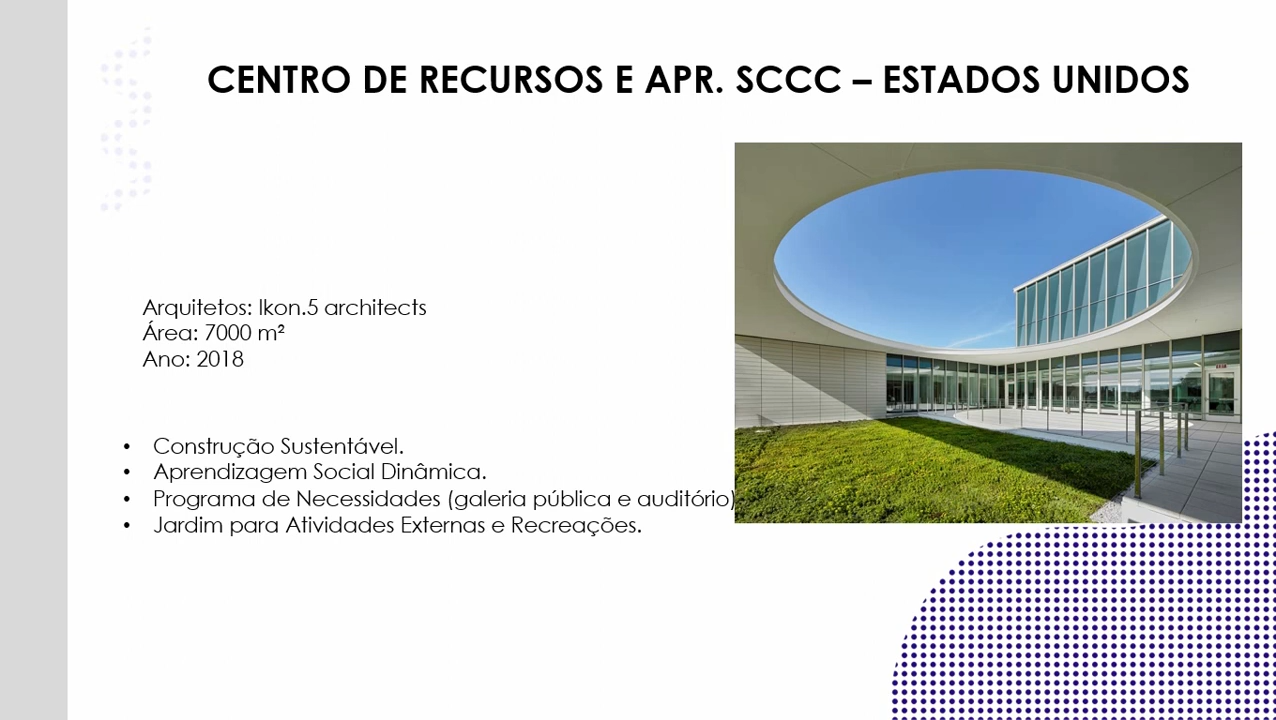 CENTRO DE RECURSOS E APR. SCCC – ESTADOS UNIDOS
Arquitetos: Ikon.5 architects
Área: 7000 m²
Ano: 2018
• Construção Sustentável.
• Aprendizagem Social Dinâmica.
• Programa de Necessidades (galeria pública e auditório)
• Jardim para Atividades Externas e Recreações.